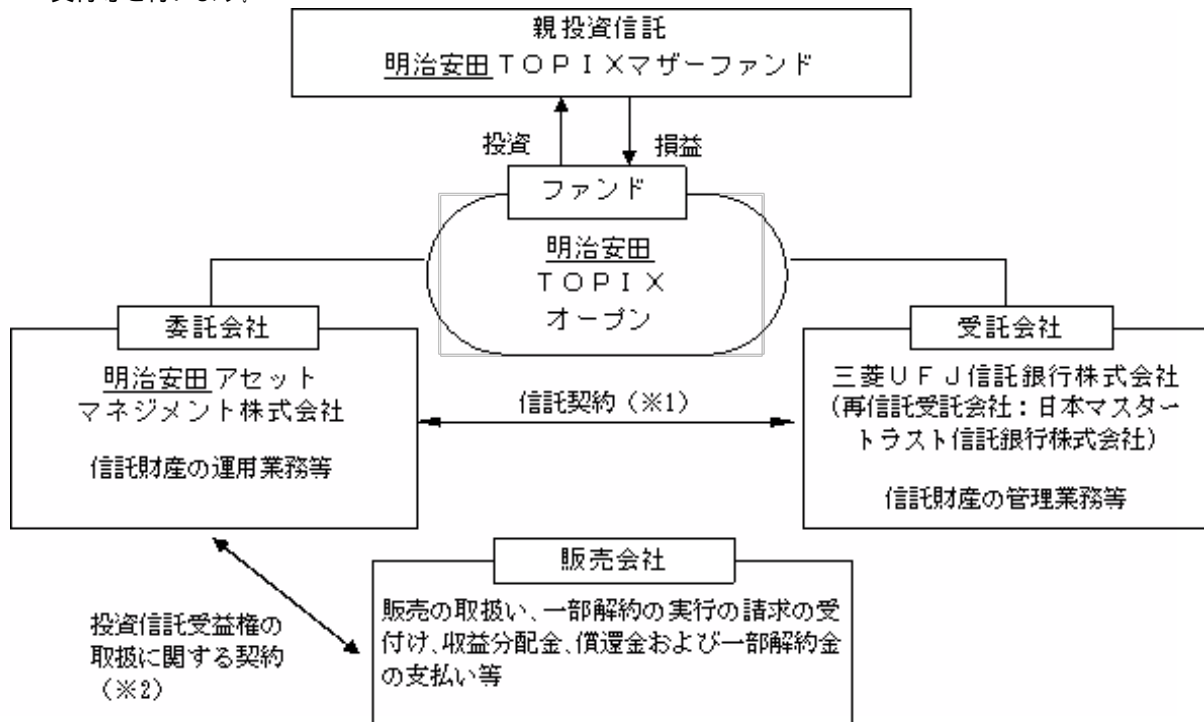 親投資信託
明治安田ＴＯＰＩＸマザーファンド
投資
損益
ファンド
明治安田
ＴＯＰＩＸ
オープン
委託会社
明治安田アセット
マネジメント株式会社
信託財産の運用業務等
信託契約（※1）
受託会社
三菱ＵＦＪ信託銀行株式会社
(再信託受託会社：日本マスター
トラスト信託銀行株式会社)
信託財産の管理業務等
投資信託受益権の
取扱に関する契約
（※2）
販売会社
販売の取扱い、一部解約の実行の請求の受
付け、収益分配金、償還金および一部解約金
の支払い等